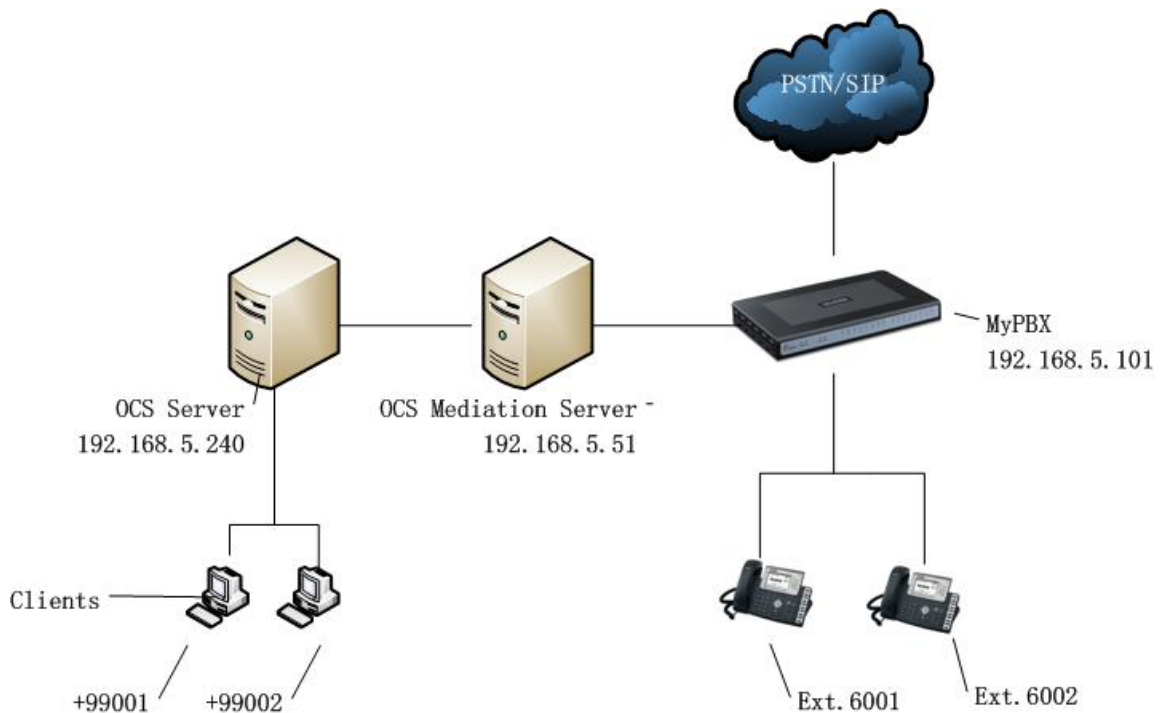 PSTN/SIP
MyPBX
192.168.5.101
OCS Server
192.168.5.240
OCS Mediation Server
192.168.5.51
Clients
+99001
+99002
Ext.6001
Ext.6002